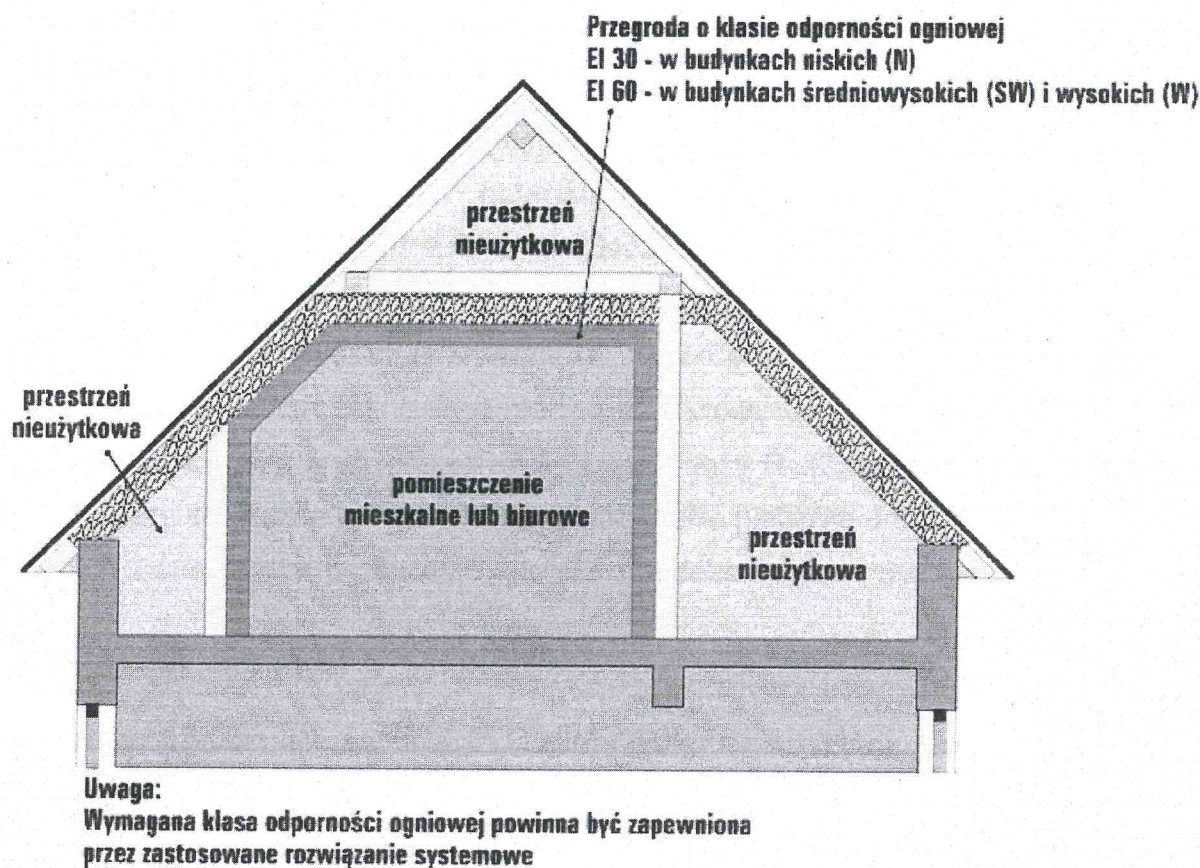 Przegroda o klasie odporności ogniowej
EI 30 - w budynkach niskich (N)
EI 60 - w budynkach średniowysokich (SW) i wysokich (W)
przestrzeń
nieużytkowa
przestrzeń
nieużytkowa
pomieszczenie
mieszkalne lub biurowe
przestrzeń
nieużytkowa
Uwaga:
Wymagana klasa odporności ogniowej powinna być zapewniona
przez zastosowane rozwiązanie systemowe